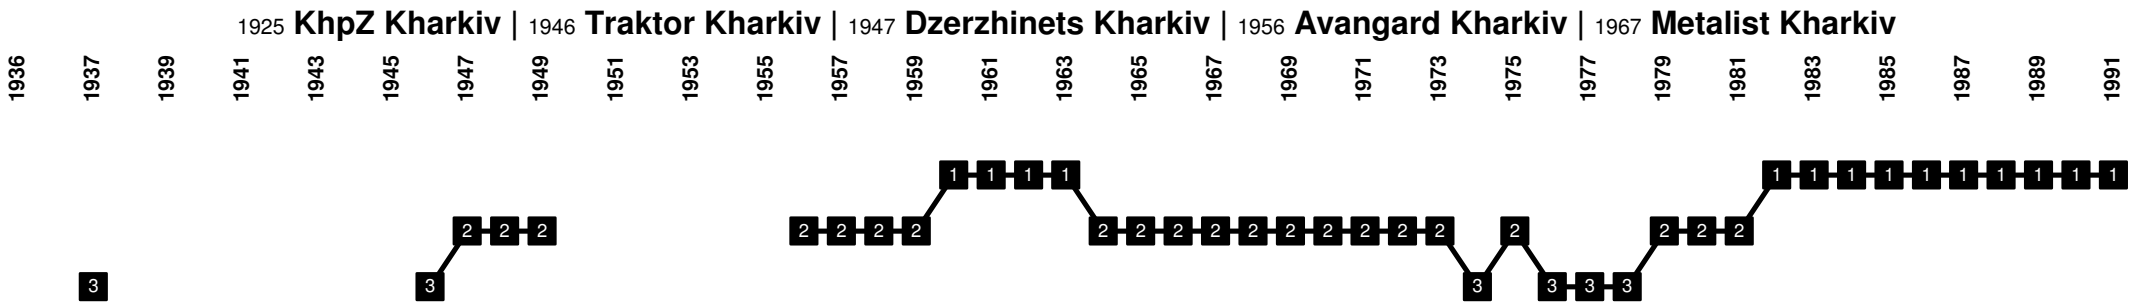 1925 KhpZ Kharkiv | 1946 Traktor Kharkiv | 1947 Dzerzhinets Kharkiv | 1956 Avangard Kharkiv | 1967 Metalist Kharkiv
1936 1937 1939 1941 1943 1945 1947 1949 1951 1953 1955 1957 1959 1961 1963 1965 1967 1969 1971 1973 1975 1977 1979 1981 1983 1985 1987 1989 1991
1 1 1 1 1 1 1 1 1 1 1 1 1 1
2 2 2 2 2 2 2 2 2 2 2 2 2 2 2 2 2 2 2 2 2
3 3 3 3 3 3